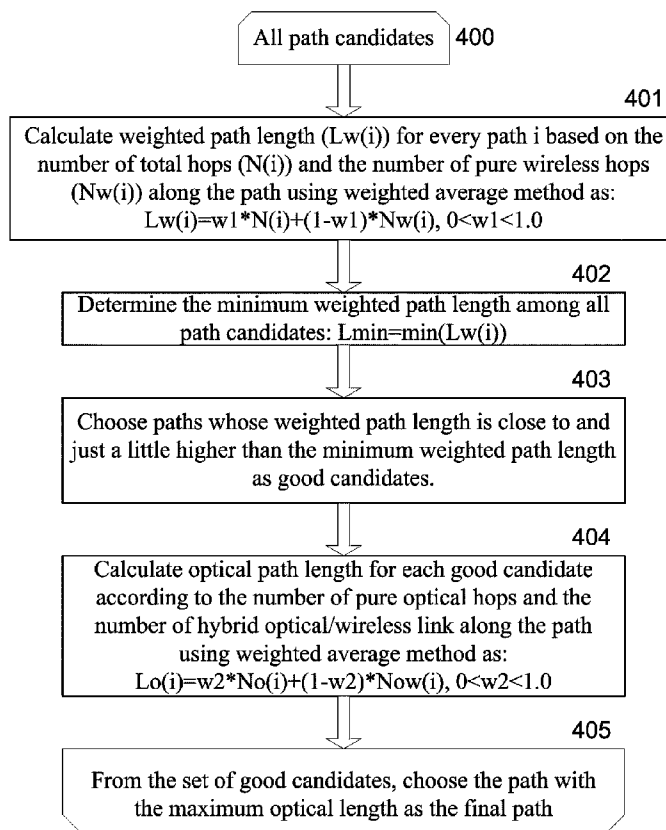 All path candidates 400
401
Calculate weighted path length (Lw(i)) for every path i based on the
number of total hops (N(i)) and the number of pure wireless hops
(Nw(i)) along the path using weighted average method as:
Lw(i)=w1*N(i)+(1-w1)*Nw(i), 0<w1<1.0
402
Determine the minimum weighted path length among all
path candidates: Lmin=min(Lw(i))
403
Choose paths whose weighted path length is close to and
just a little higher than the minimum weighted path length
as good candidates.
404
Calculate optical path length for each good candidate
according to the number of pure optical hops and the
number of hybrid optical/wireless link along the path
using weighted average method as:
Lo(i)=w2*No(i)+(1-w2)*Now(i), 0<w2<1.0
405
From the set of good candidates, choose the path with
the maximum optical length as the final path